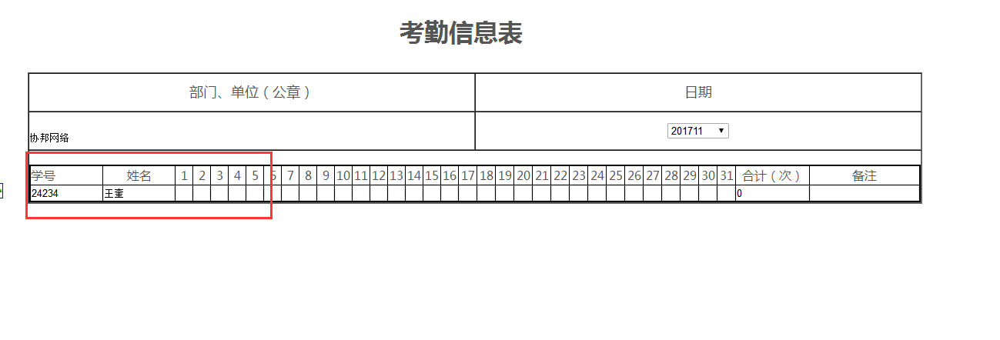 考勤信息表
部门、单位（公章） 日期
协邦网络 201711
学号 姓名 1 2 3 4 5 6 7 8 9 10 11 12 13 14 15 16 17 18 19 20 21 22 23 24 25 26 27 28 29 30 31 合计（次） 备注
24234 王奎 0